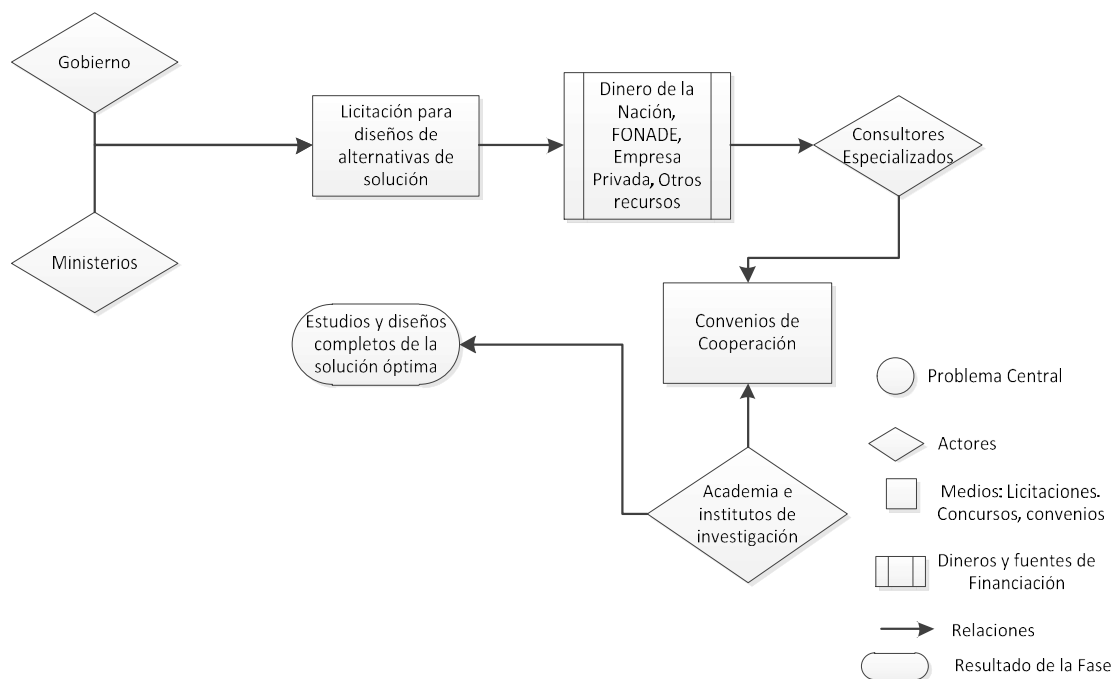 Gobierno
Ministerios
Licitación para
diseños de
alternativas de
solución
Dinero de la
Nación,
FONADE,
Empresa
Privada, Otros
recursos
Consultores
Especializados
Convenios de
Cooperación
Academia e
institutos de
investigación
Estudios y diseños
completos de la
solución óptima
Problema Central
Actores
Medios: Licitaciones.
Concursos, convenios
Dineros y fuentes de
Financiación
Relaciones
Resultado de la Fase